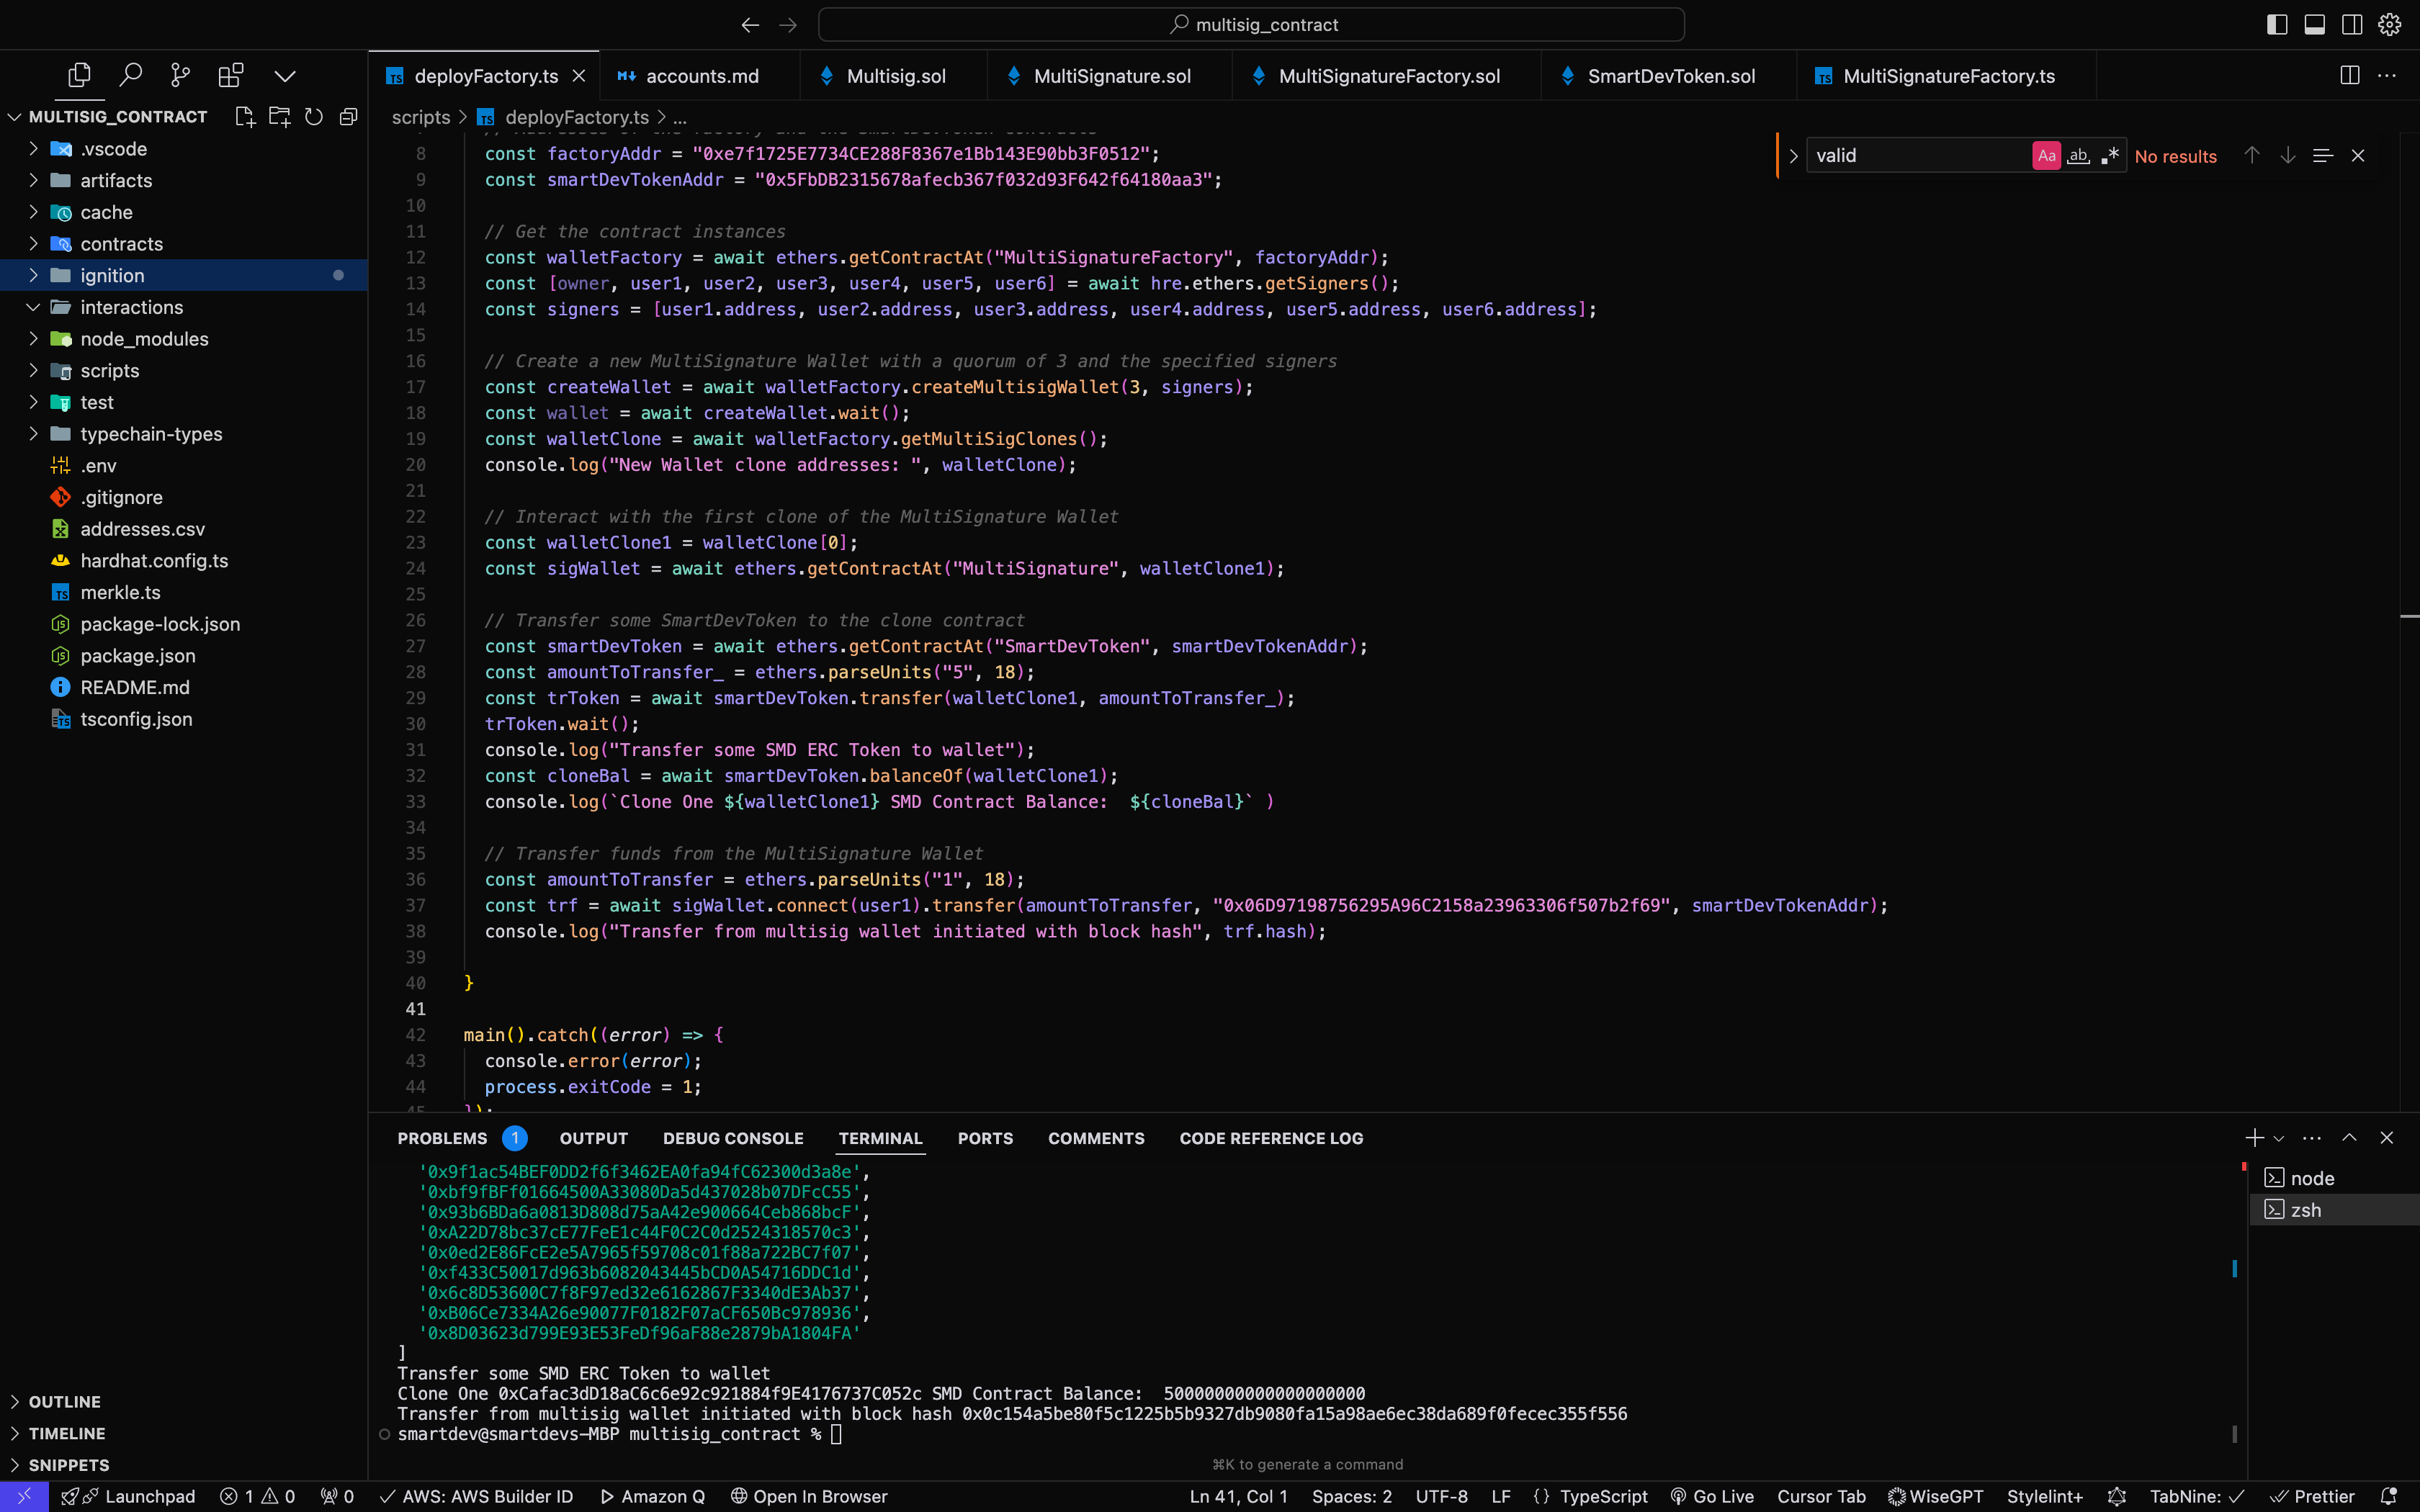 multisig_contract
deployFactory.ts
accounts.md
Multisig.sol
MultiSignature.sol
MultiSignatureFactory.sol
SmartDevToken.sol
MultiSignatureFactory.ts
MULTISIG_CONTRACT
.vscode
artifacts
cache
contracts
ignition
interactions
node_modules
scripts
test
typechain-types
.env
.gitignore
addresses.csv
hardhat.config.ts
merkle.ts
package-lock.json
package.json
README.md
tsconfig.json
OUTLINE
TIMELINE
SNIPPETS
scripts > deployFactory.ts > ...
valid Aa ab .* No results
8 const factoryAddr = "0xe7f1725E7734CE288F8367e1Bb143E90bb3F0512";
9 const smartDevTokenAddr = "0x5FbDB2315678afecb367f032d93F642f64180aa3";
10
11 // Get the contract instances
12 const walletFactory = await ethers.getContractAt("MultiSignatureFactory", factoryAddr);
13 const [owner, user1, user2, user3, user4, user5, user6] = await hre.ethers.getSigners();
14 const signers = [user1.address, user2.address, user3.address, user4.address, user5.address, user6.address];
15
16 // Create a new MultiSignature Wallet with a quorum of 3 and the specified signers
17 const createWallet = await walletFactory.createMultisigWallet(3, signers);
18 const wallet = await createWallet.wait();
19 const walletClone = await walletFactory.getMultiSigClones();
20 console.log("New Wallet clone addresses: ", walletClone);
21
22 // Interact with the first clone of the MultiSignature Wallet
23 const walletClone1 = walletClone[0];
24 const sigWallet = await ethers.getContractAt("MultiSignature", walletClone1);
25
26 // Transfer some SmartDevToken to the clone contract
27 const smartDevToken = await ethers.getContractAt("SmartDevToken", smartDevTokenAddr);
28 const amountToTransfer_ = ethers.parseUnits("5", 18);
29 const trToken = await smartDevToken.transfer(walletClone1, amountToTransfer_);
30 trToken.wait();
31 console.log("Transfer some SMD ERC Token to wallet");
32 const cloneBal = await smartDevToken.balanceOf(walletClone1);
33 console.log(`Clone One ${walletClone1} SMD Contract Balance:  ${cloneBal}` )
34
35 // Transfer funds from the MultiSignature Wallet
36 const amountToTransfer = ethers.parseUnits("1", 18);
37 const trf = await sigWallet.connect(user1).transfer(amountToTransfer, "0x06D97198756295A96C2158a23963306f507b2f69", smartDevTokenAddr);
38 console.log("Transfer from multisig wallet initiated with block hash", trf.hash);
39
40 }
41
42 main().catch((error) => {
43 console.error(error);
44 process.exitCode = 1;
45 });
PROBLEMS 1 OUTPUT DEBUG CONSOLE TERMINAL PORTS COMMENTS CODE REFERENCE LOG
'0x9f1ac54BEF0DD2f6f3462EA0fa94fC62300d3a8e',
'0xbf9fBFf01664500A33080Da5d437028b07DFcC55',
'0x93b6BDa6a0813D808d75aA42e900664Ceb868bcF',
'0xA22D78bc37cE77FeE1c44F0C2C0d2524318570c3',
'0x0ed2E86FcE2e5A7965f59708c01f88a722BC7f07',
'0xf433C50017d963b6082043445bCD0A54716DDC1d',
'0x6c8D53600C7f8F97ed32e6162867F3340dE3Ab37',
'0xB06Ce7334A26e90077F0182F07aCF650Bc978936',
'0x8D03623d799E93E53FeDf96aF88e2879bA1804FA'
]
Transfer some SMD ERC Token to wallet
Clone One 0xCafac3dD18aC6c6e92c921884f9E4176737C052c SMD Contract Balance:  50000000000000000000
Transfer from multisig wallet initiated with block hash 0x0c154a5be80f5c1225b5b9327db9080fa15a98ae6ec38da689f0fecec355f556
smartdev@smartdevs-MBP multisig_contract %
⌘K to generate a command
node
zsh
Launchpad 1 0 0 AWS: AWS Builder ID Amazon Q Open In Browser Ln 41, Col 1 Spaces: 2 UTF-8 LF {} TypeScript Go Live Cursor Tab WiseGPT Stylelint+ TabNine: Prettier